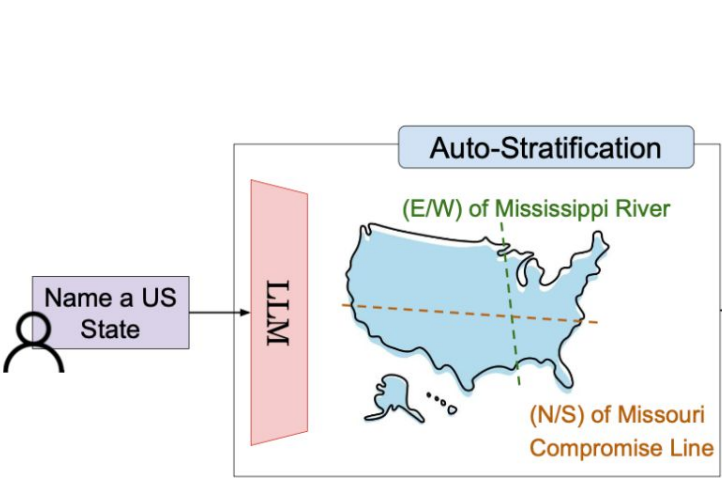 Auto-Stratification
(E/W) of Mississippi River
Name a US
State
LLM
(N/S) of Missouri
Compromise Line